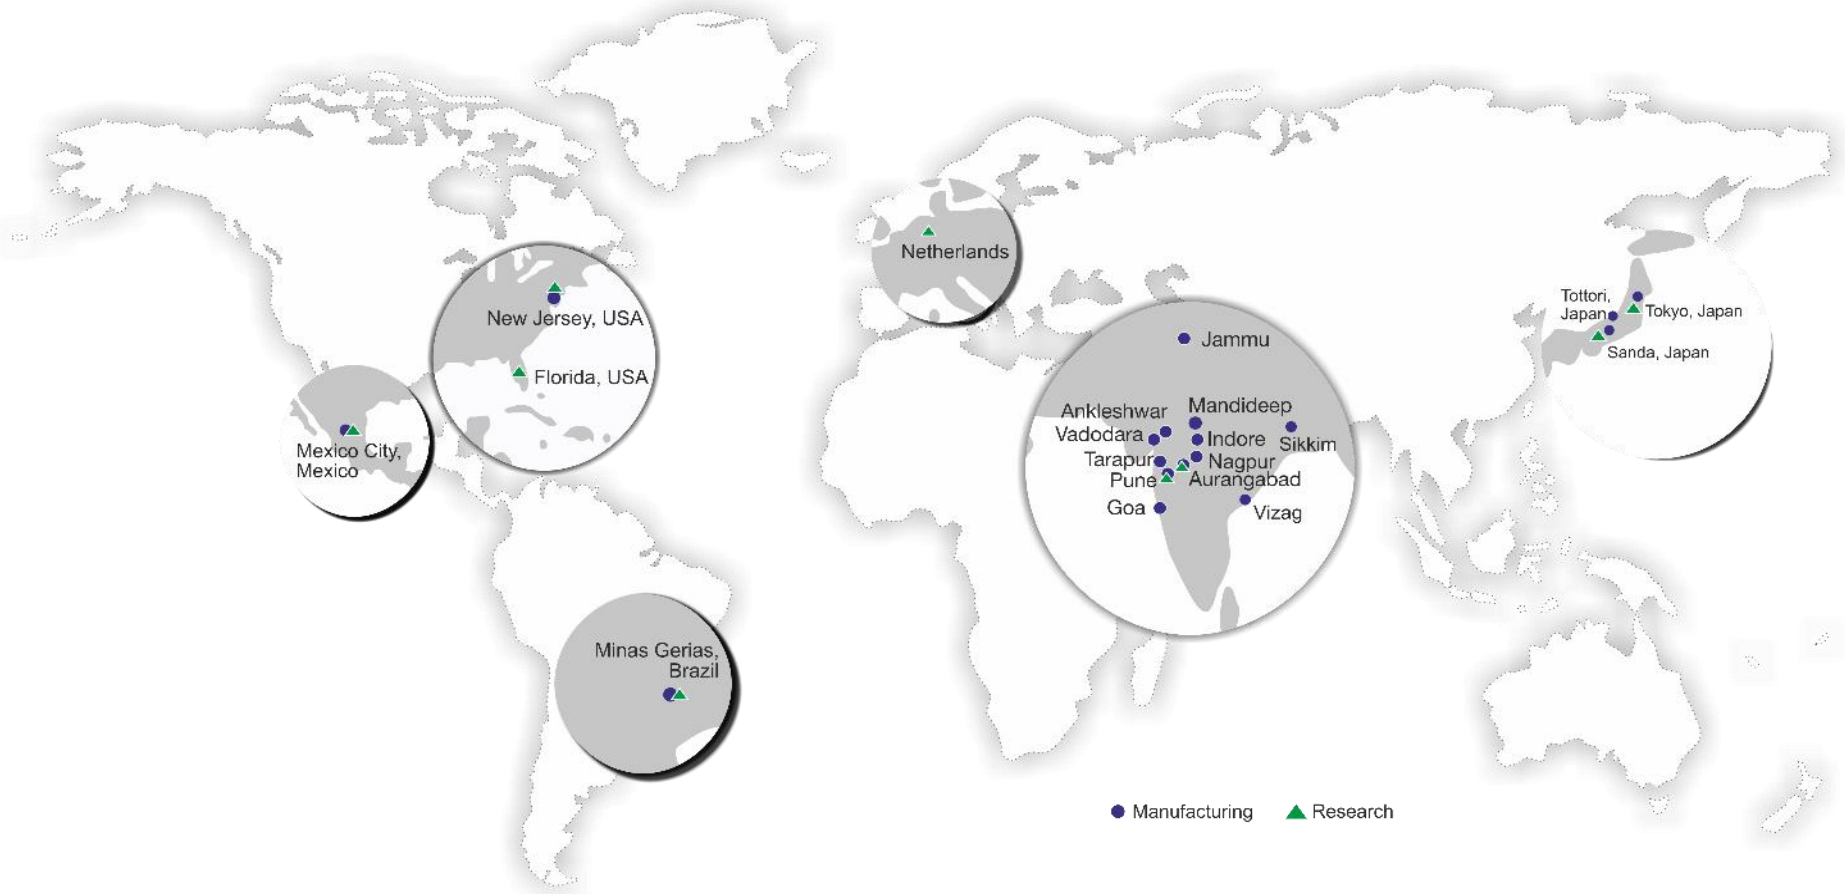 New Jersey, USA
Florida, USA
Mexico City,
Mexico
Minas Gerias,
Brazil
Netherlands
Jammu
Ankleshwar
Mandideep
Vadodara
Indore
Sikkim
Tarapur
Nagpur
Pune
Aurangabad
Goa
Vizag
Tottori,
Japan
Tokyo, Japan
Sanda, Japan
Manufacturing
Research